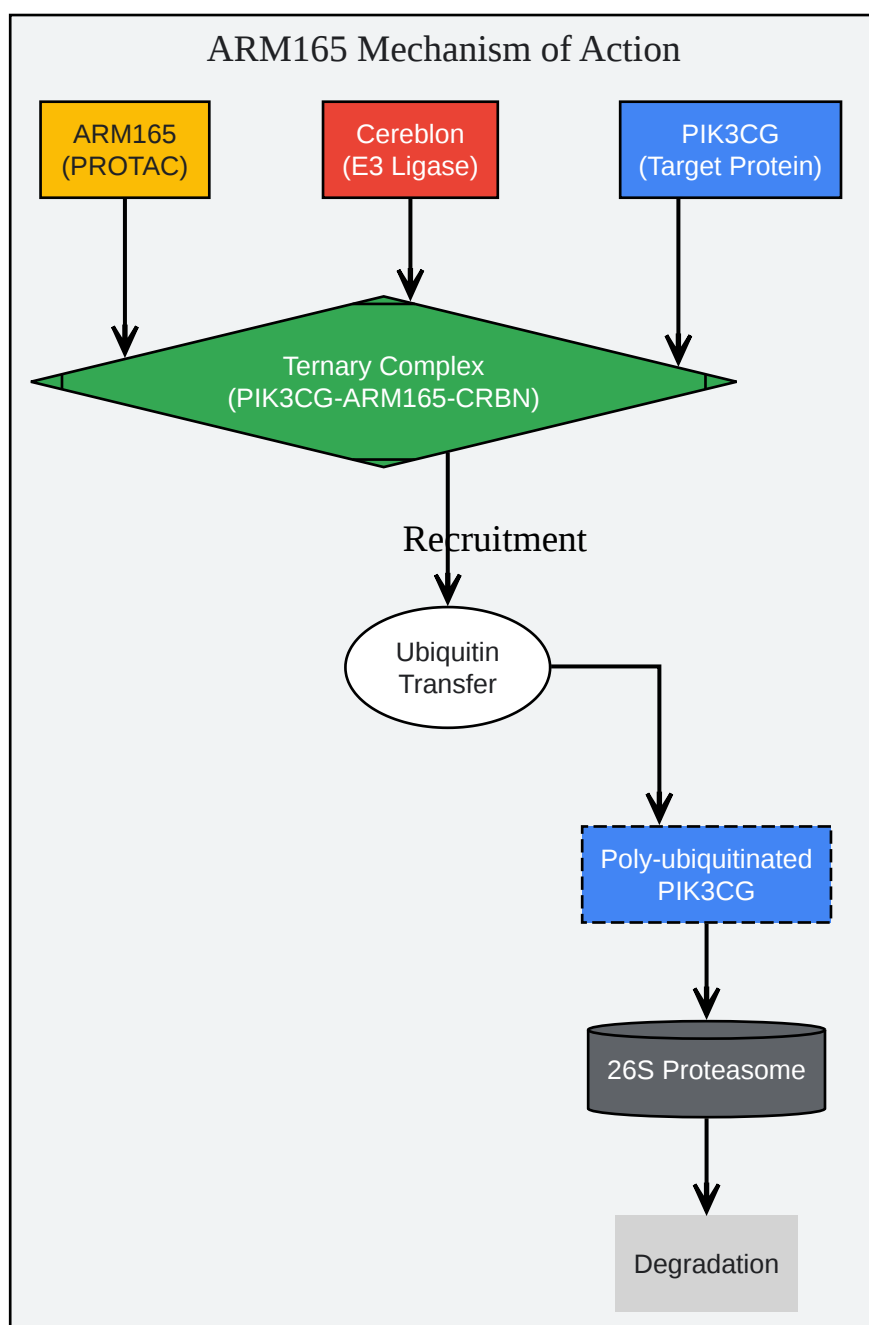 ARM165 Mechanism of Action
ARM165
(PROTAC)
Cereblon
(E3 Ligase)
PIK3CG
(Target Protein)
Ternary Complex
(PIK3CG-ARM165-CRBN)
Recruitment
Ubiquitin
Transfer
Poly-ubiquitinated
PIK3CG
26S Proteasome
Degradation